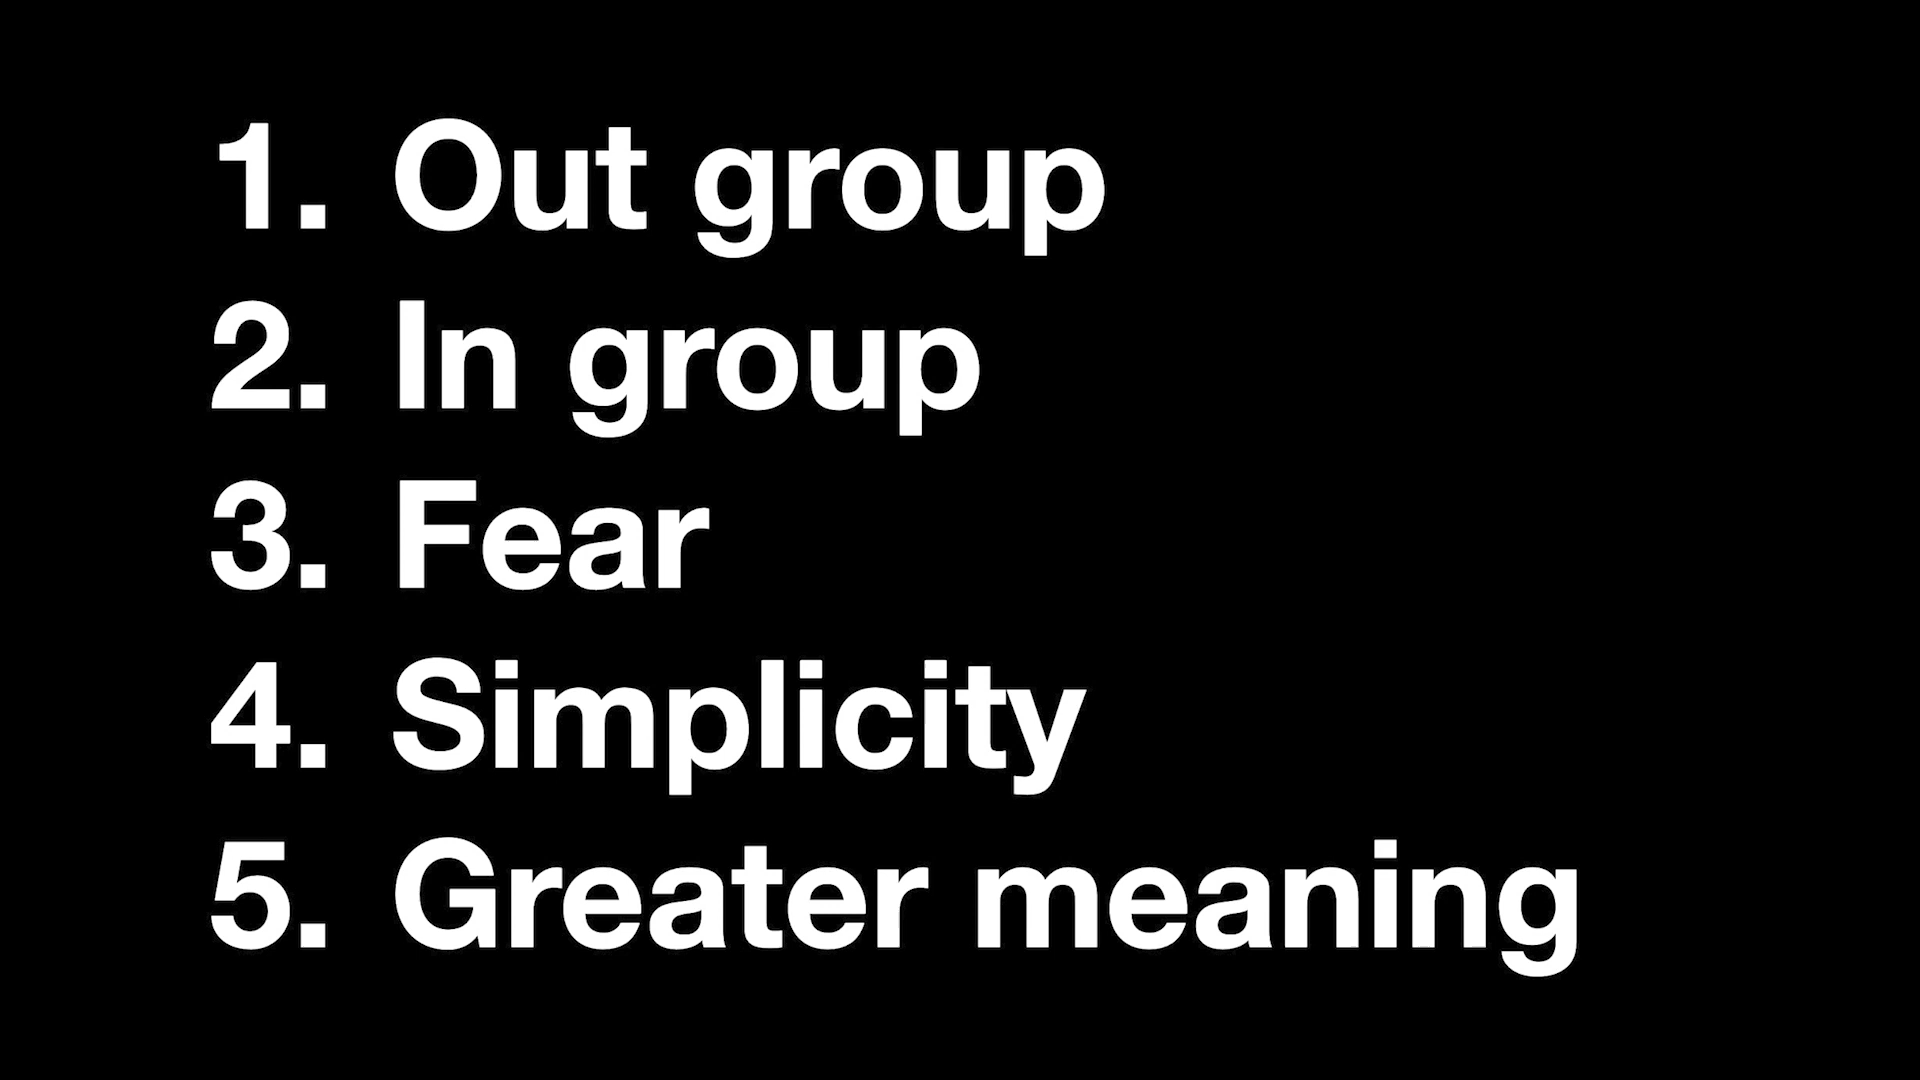 1. Out group
2. In group
3. Fear
4. Simplicity
5. Greater meaning